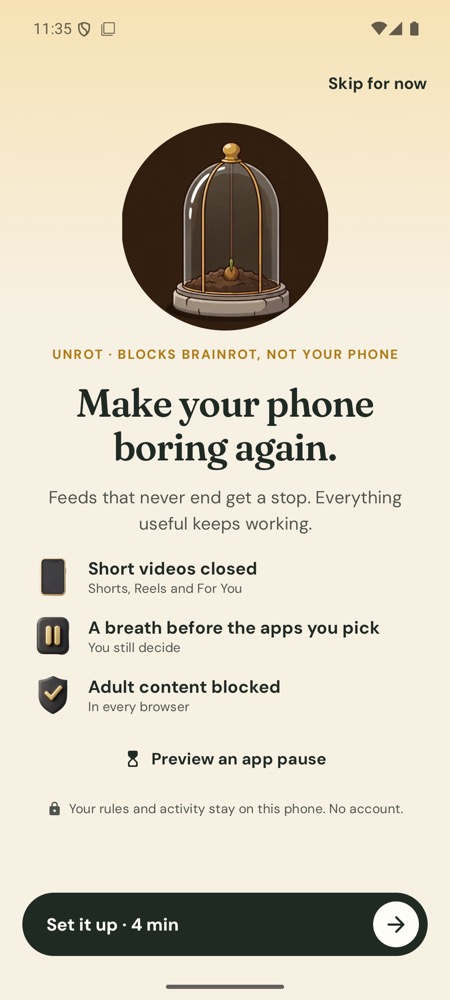 11:35
Skip for now
UNROT · BLOCKS BRAINROT, NOT YOUR PHONE
Make your phone
boring again.
Feeds that never end get a stop. Everything
useful keeps working.
Short videos closed
Shorts, Reels and For You
A breath before the apps you pick
You still decide
Adult content blocked
In every browser
Preview an app pause
Your rules and activity stay on this phone. No account.
Set it up · 4 min